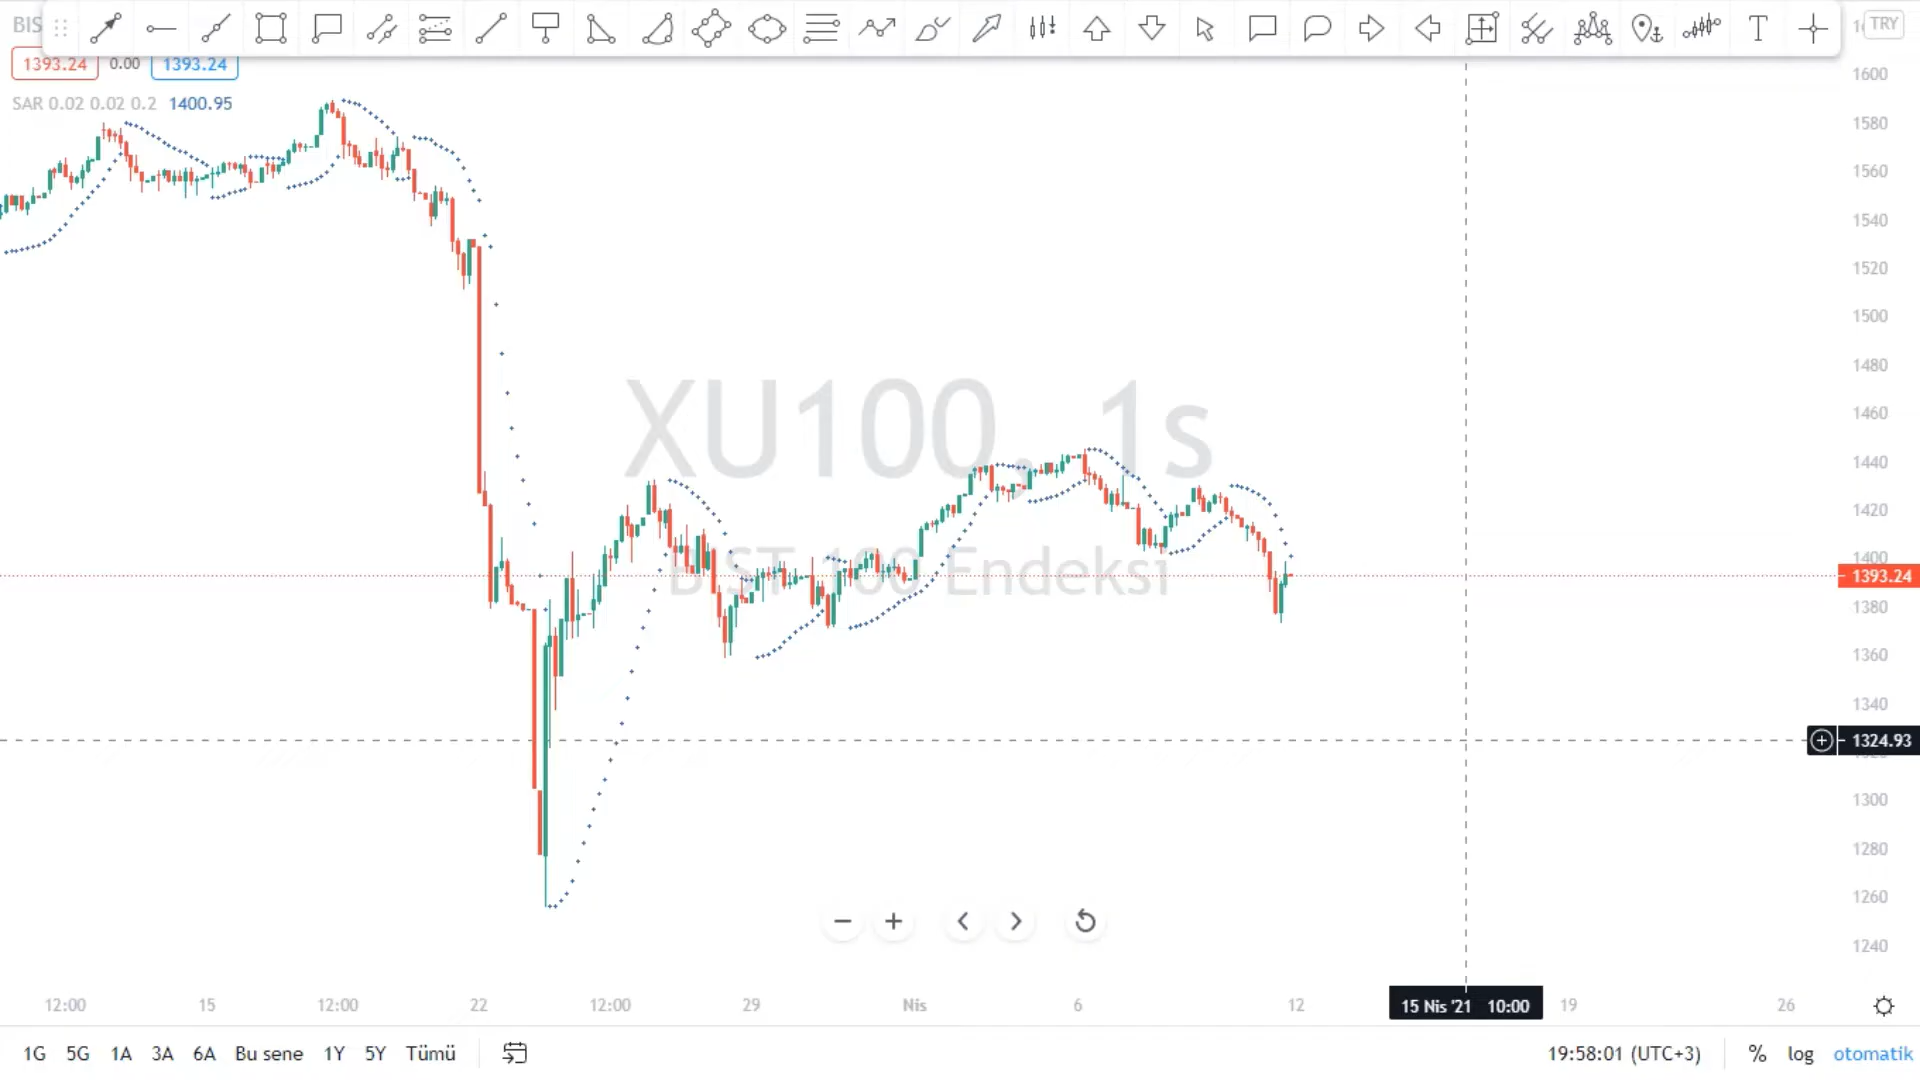 BIS
TRY
1393.24 0.00 1393.24
SAR 0.02 0.02 0.2 1400.95
1600
1580
1560
1540
1520
1500
1480
1460
1440
1420
1400
1393.24
1380
1360
1340
1324.93
1300
1280
1260
1240
XU100, 1s
BIST 100 Endeksi
12:00 15 12:00 22 12:00 29 Nis 6 12 15 Nis '21 10:00 19 26
1G 5G 1A 3A 6A Bu sene 1Y 5Y Tümü 19:58:01 (UTC+3) % log otomatik